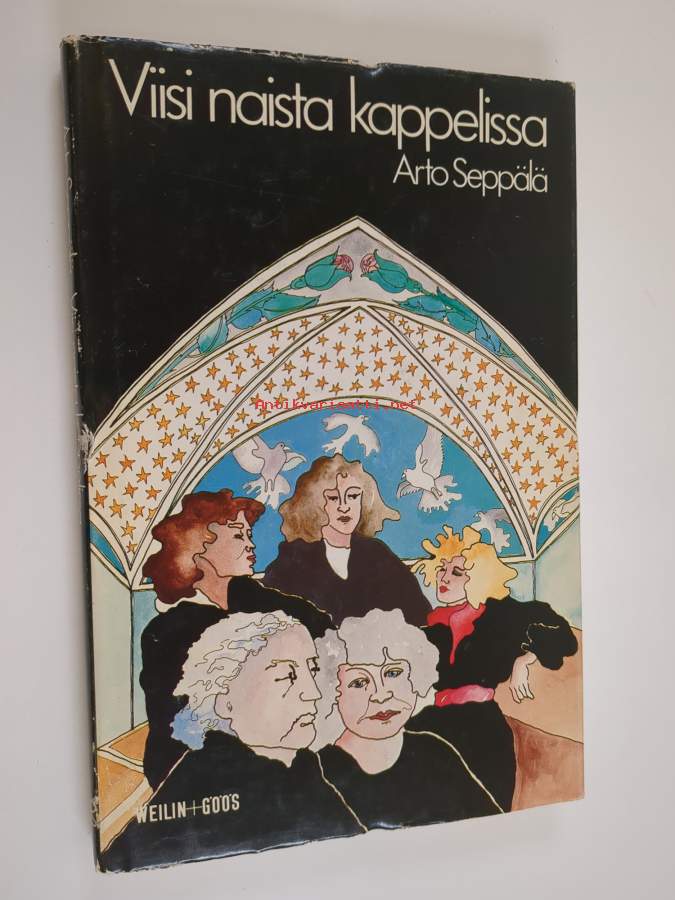 Viisi naista kappelissa
Arto Seppälä
Antikvariaatti.net
WEILIN+GÖÖS